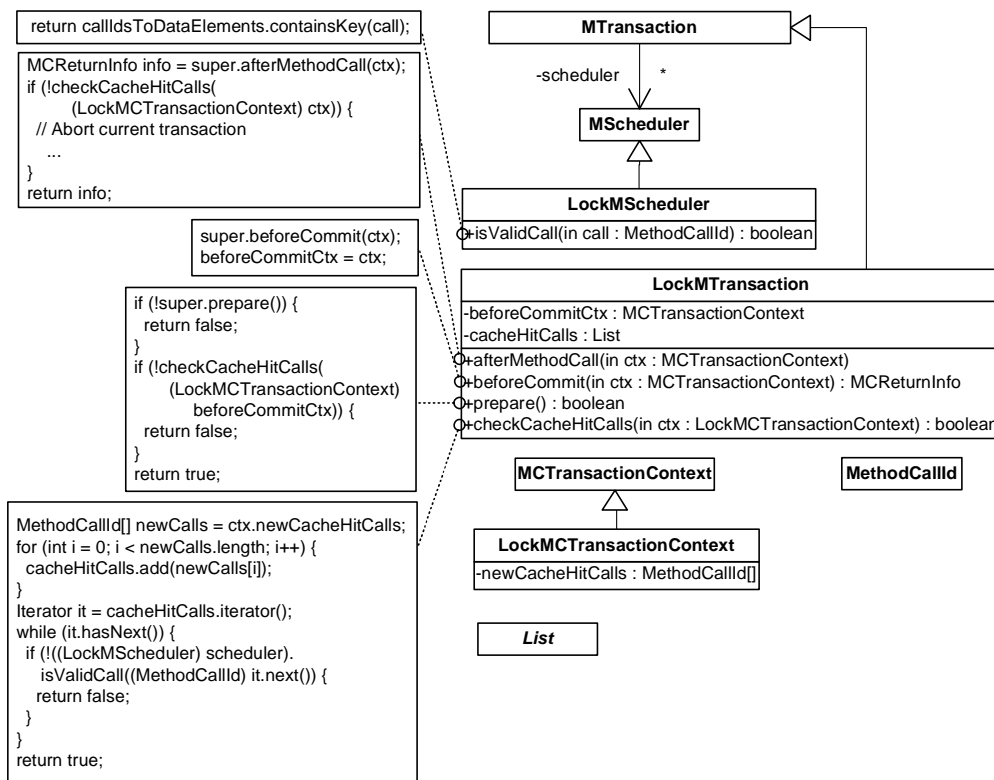 return callIdsToDataElements.containsKey(call);
MCReturnInfo info = super.afterMethodCall(ctx);
if (!checkCacheHitCalls(
(LockMCTransactionContext) ctx)) {
// Abort current transaction
...
}
return info;
super.beforeCommit(ctx);
beforeCommitCtx = ctx;
if (!super.prepare()) {
return false;
}
if (!checkCacheHitCalls(
(LockMCTransactionContext)
beforeCommitCtx)) {
return false;
}
return true;
MethodCallId[] newCalls = ctx.newCacheHitCalls;
for (int i = 0; i < newCalls.length; i++) {
cacheHitCalls.add(newCalls[i]);
}
Iterator it = cacheHitCalls.iterator();
while (it.hasNext()) {
if (!((LockMScheduler) scheduler).
isValidCall((MethodCallId) it.next()) {
return false;
}
}
return true;
MTransaction
-scheduler *
MScheduler
LockMScheduler
+isValidCall(in call : MethodCallId) : boolean
LockMTransaction
-beforeCommitCtx : MCTransactionContext
-cacheHitCalls : List
+afterMethodCall(in ctx : MCTransactionContext)
+beforeCommit(in ctx : MCTransactionContext) : MCReturnInfo
+prepare() : boolean
+checkCacheHitCalls(in ctx : LockMCTransactionContext) : boolean
MCTransactionContext
MethodCallId
LockMCTransactionContext
-newCacheHitCalls : MethodCallId[]
List